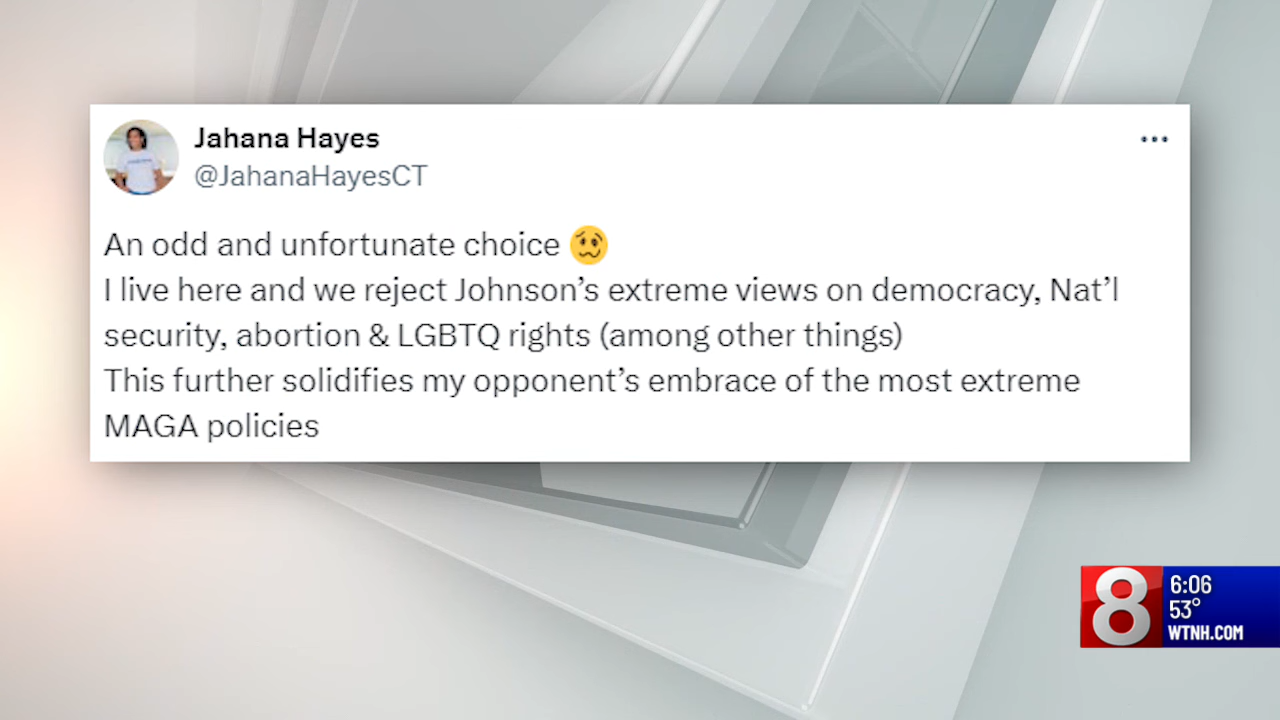 Jahana Hayes
@JahanaHayesCT
An odd and unfortunate choice 🥴
I live here and we reject Johnson’s extreme views on democracy, Nat’l
security, abortion & LGBTQ rights (among other things)
This further solidifies my opponent’s embrace of the most extreme
MAGA policies
8
6:06
53°
WTNH.COM